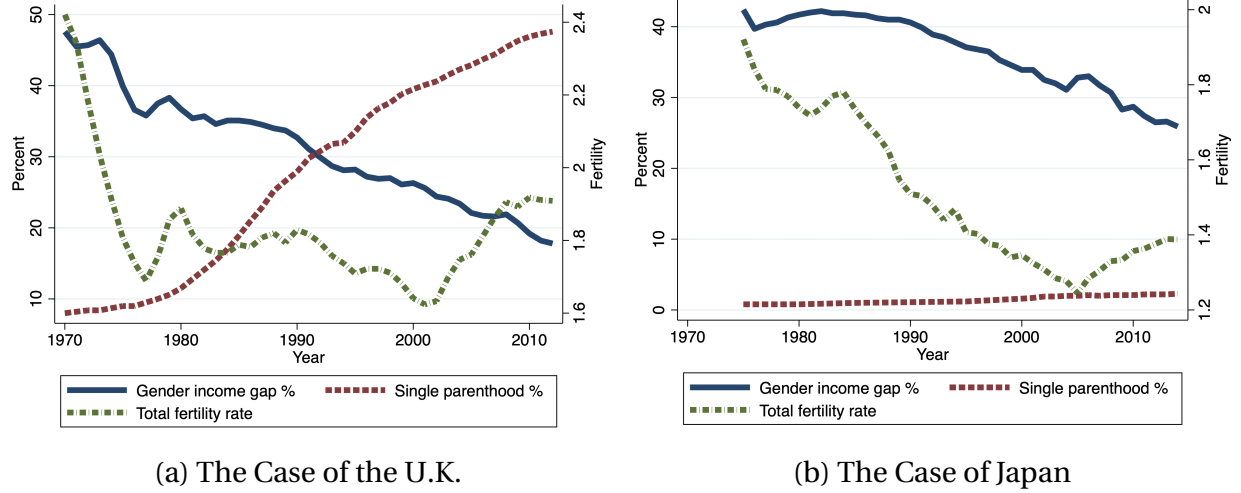 50
40
30
20
10
Percent
2.4
2.2
2
1.8
1.6
Fertility
1970
1980
1990
2000
2010
Year
Gender income gap %
Single parenthood %
Total fertility rate
(a) The Case of the U.K.
40
30
20
10
0
Percent
2
1.8
1.6
1.4
1.2
Fertility
1970
1980
1990
2000
2010
Year
Gender income gap %
Single parenthood %
Total fertility rate
(b) The Case of Japan